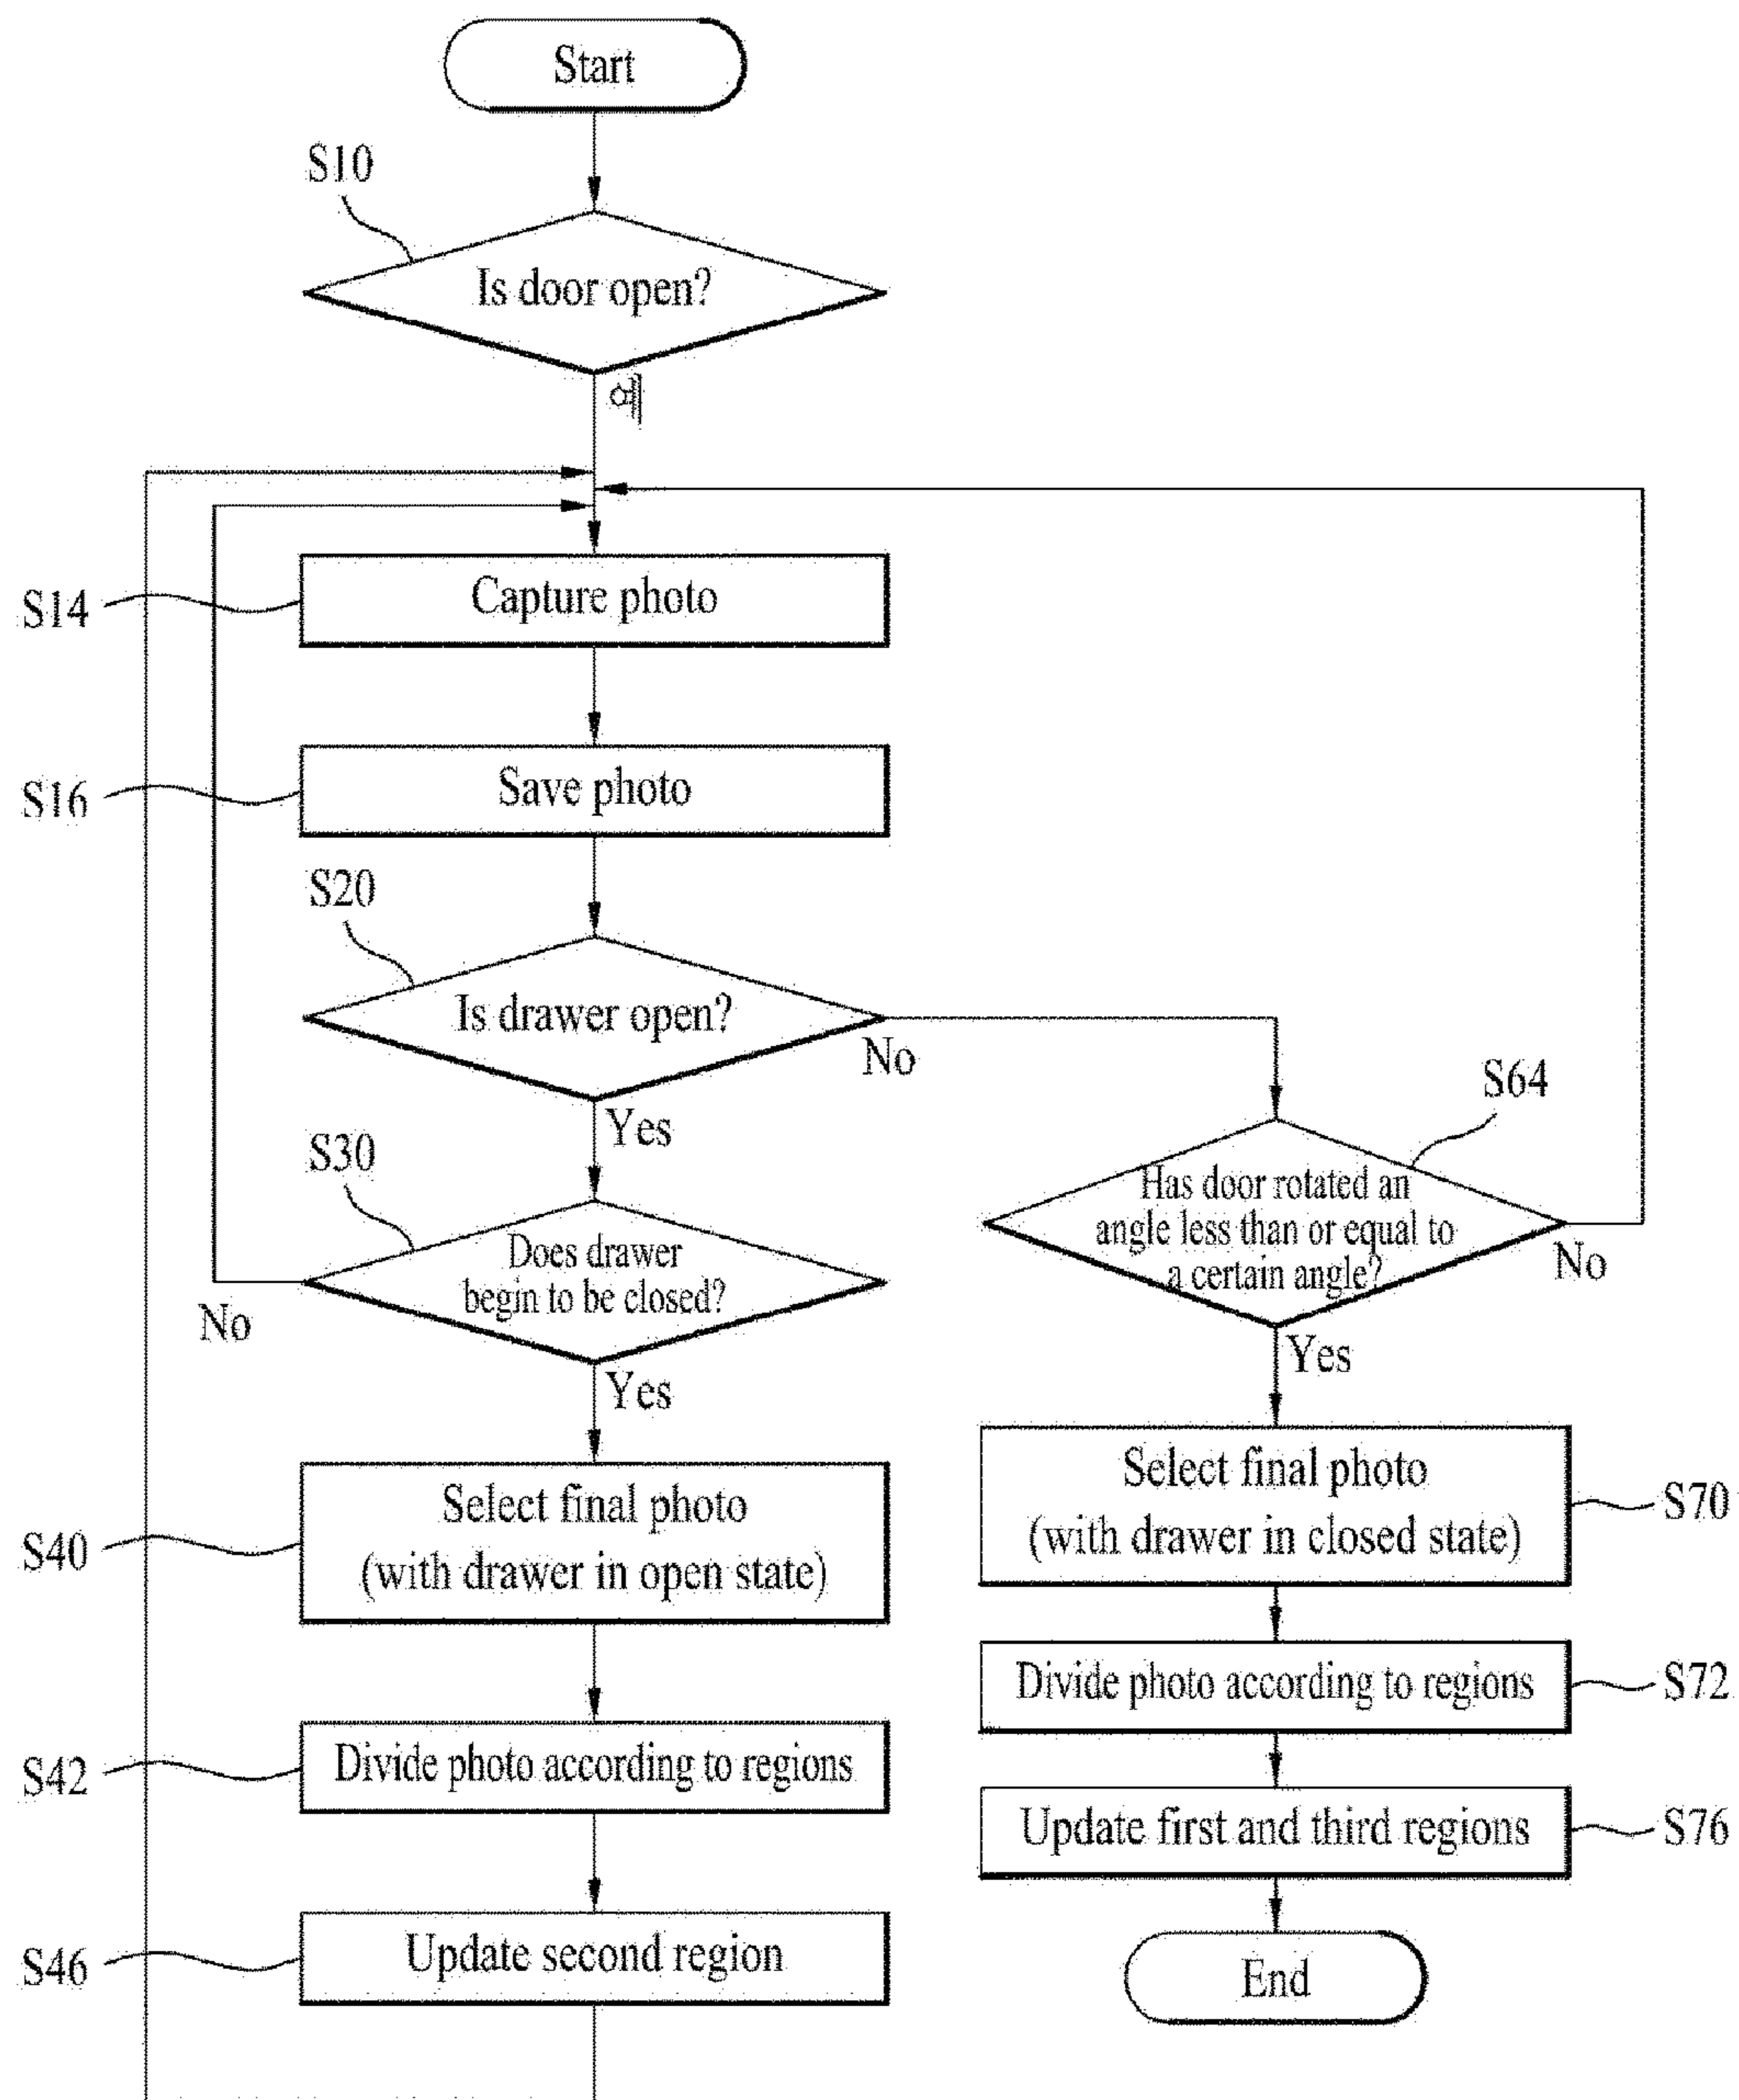 Start
S10
Is door open?
예
S14
Capture photo
S16
Save photo
S20
Is drawer open?
No
Yes
S30
Does drawer
begin to be closed?
No
Yes
S64
Has door rotated an
angle less than or equal to
a certain angle?
No
Yes
S40
Select final photo
(with drawer in open state)
S42
Divide photo according to regions
S46
Update second region
Select final photo
(with drawer in closed state)
S70
Divide photo according to regions
S72
Update first and third regions
S76
End